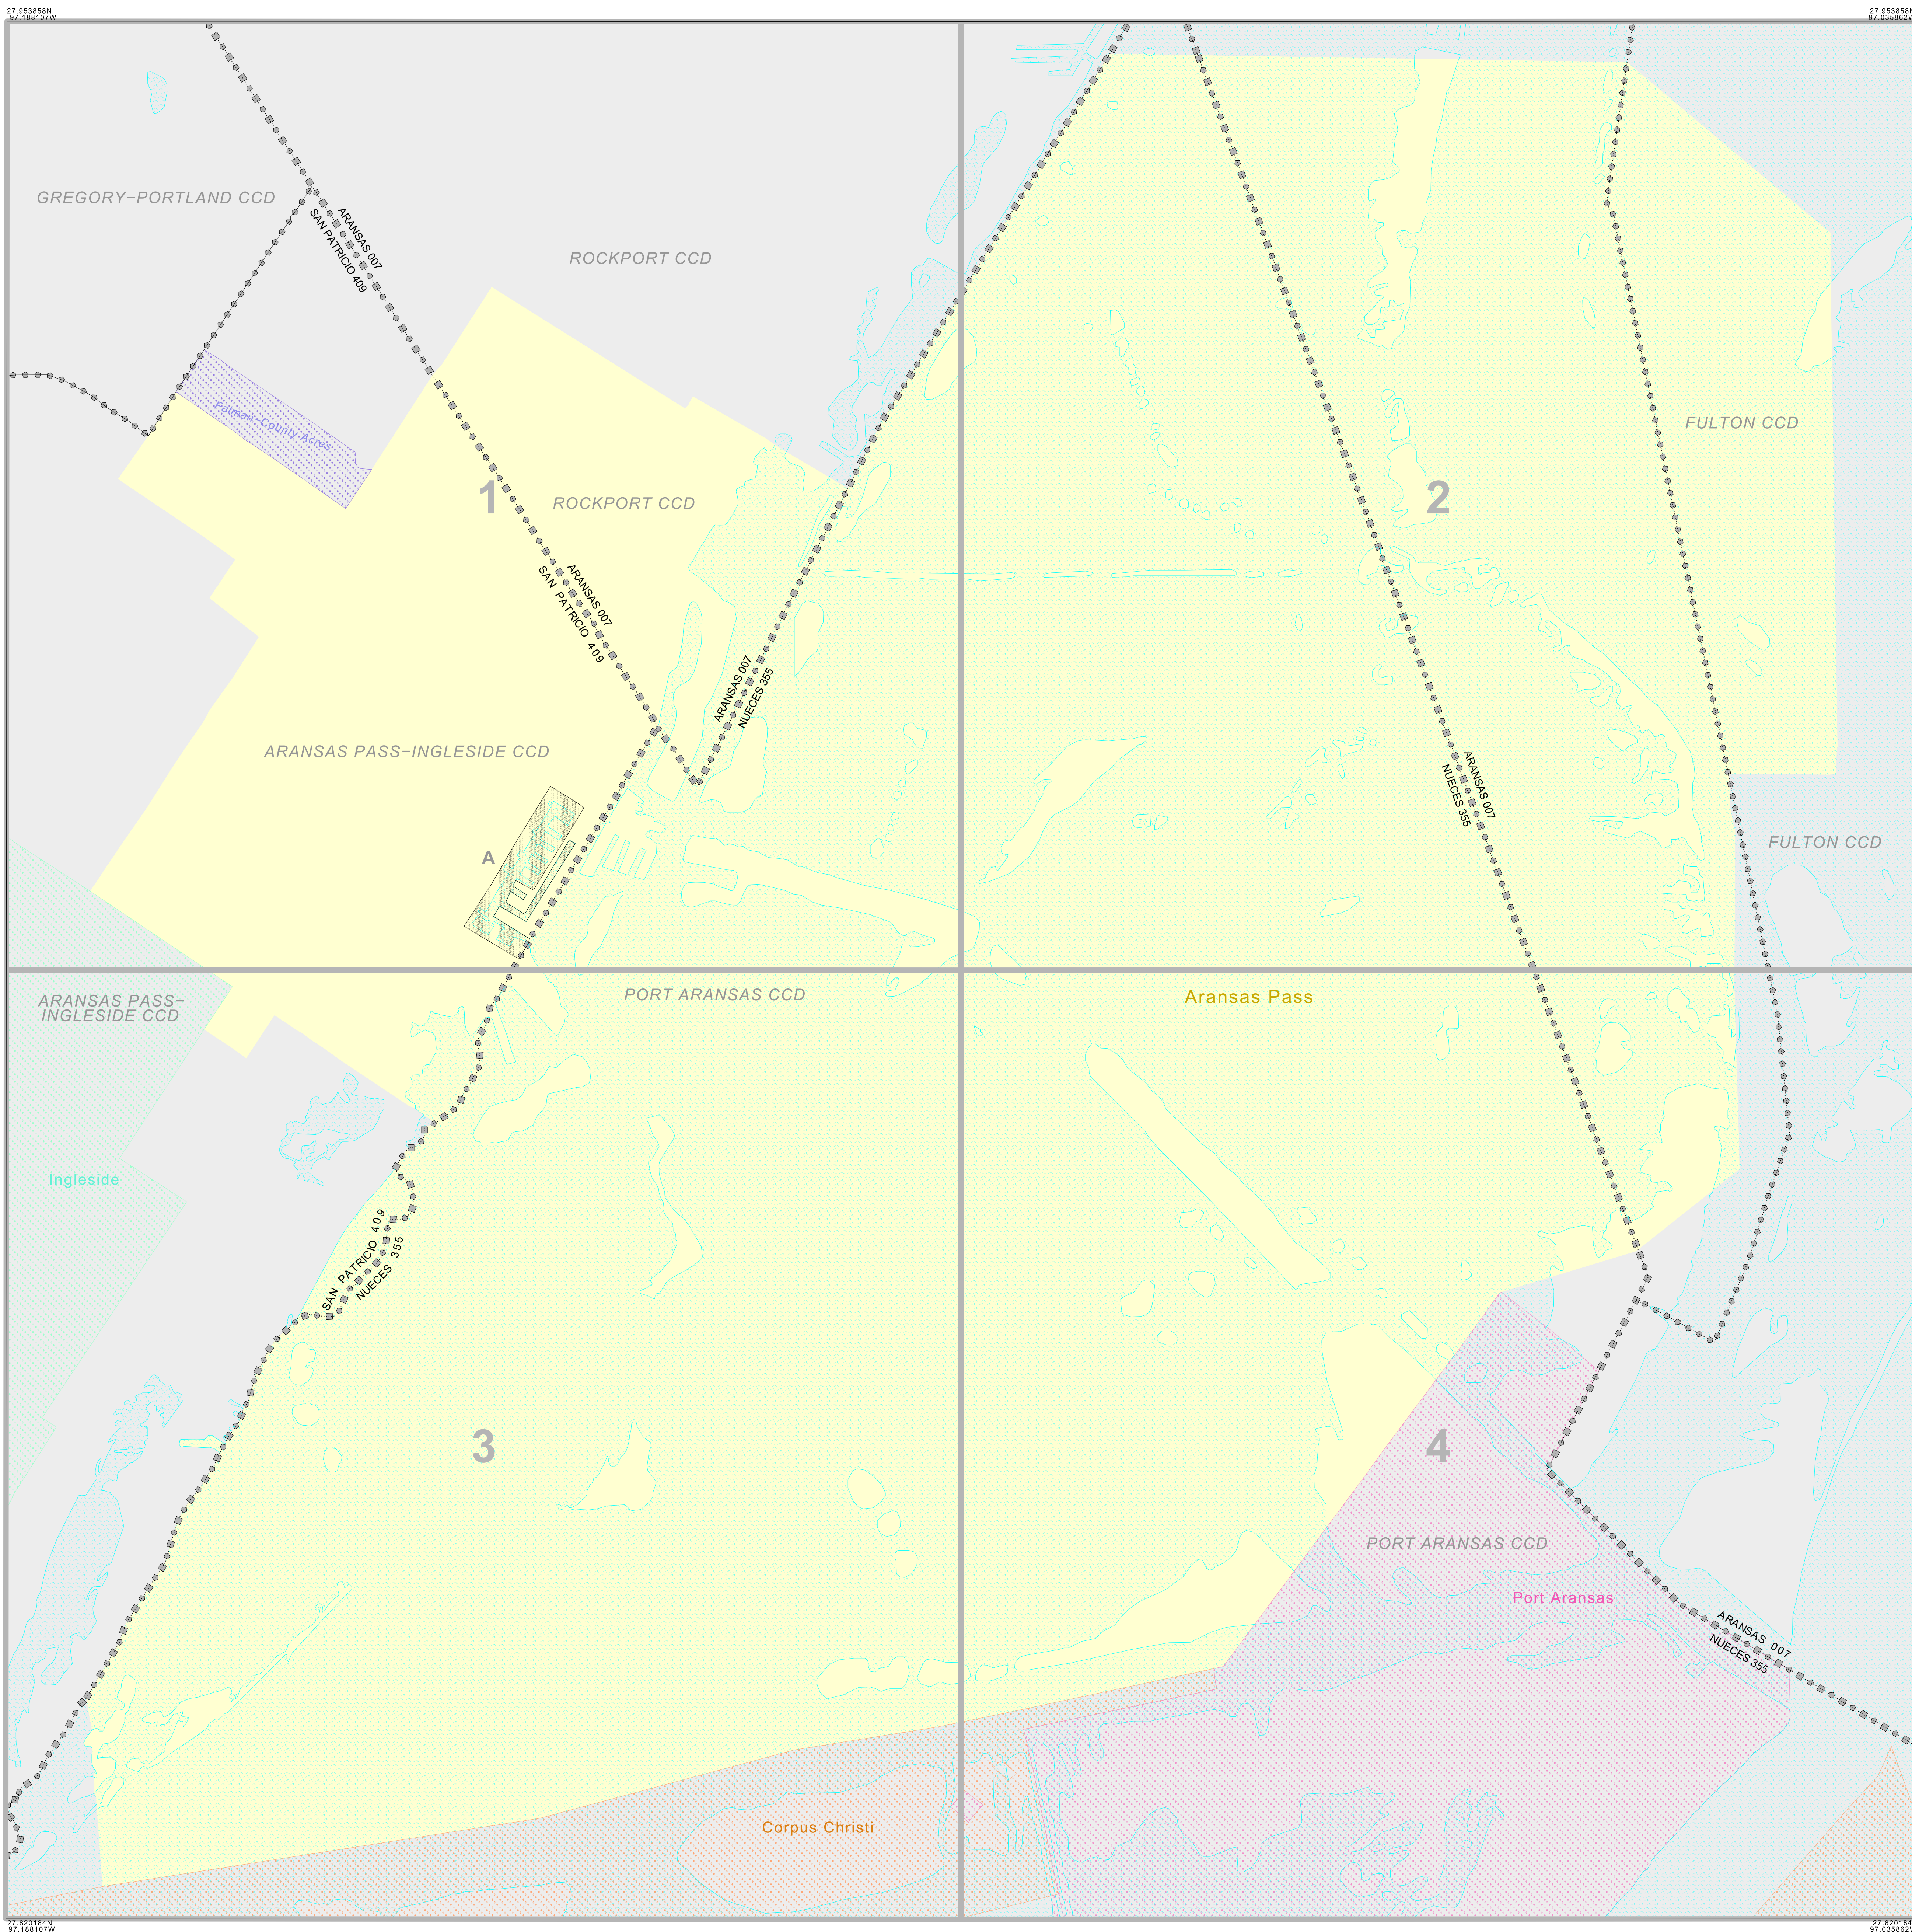 27.953858N
97.188107W
27.953858N
97.035862W
GREGORY-PORTLAND CCD
ARANSAS 007
SAN PATRICIO 409
ROCKPORT CCD
Falman-County Acres
FULTON CCD
1
ROCKPORT CCD
2
ARANSAS 007
SAN PATRICIO 409
ARANSAS 007
NUECES 355
ARANSAS PASS-INGLESIDE CCD
ARANSAS 007
NUECES 355
FULTON CCD
A
ARANSAS PASS-
INGLESIDE CCD
PORT ARANSAS CCD
Aransas Pass
Ingleside
SAN PATRICIO 409
NUECES 355
3
4
PORT ARANSAS CCD
Port Aransas
ARANSAS 007
NUECES 355
Corpus Christi
27.820184N
97.188107W
27.820184N
97.035862W